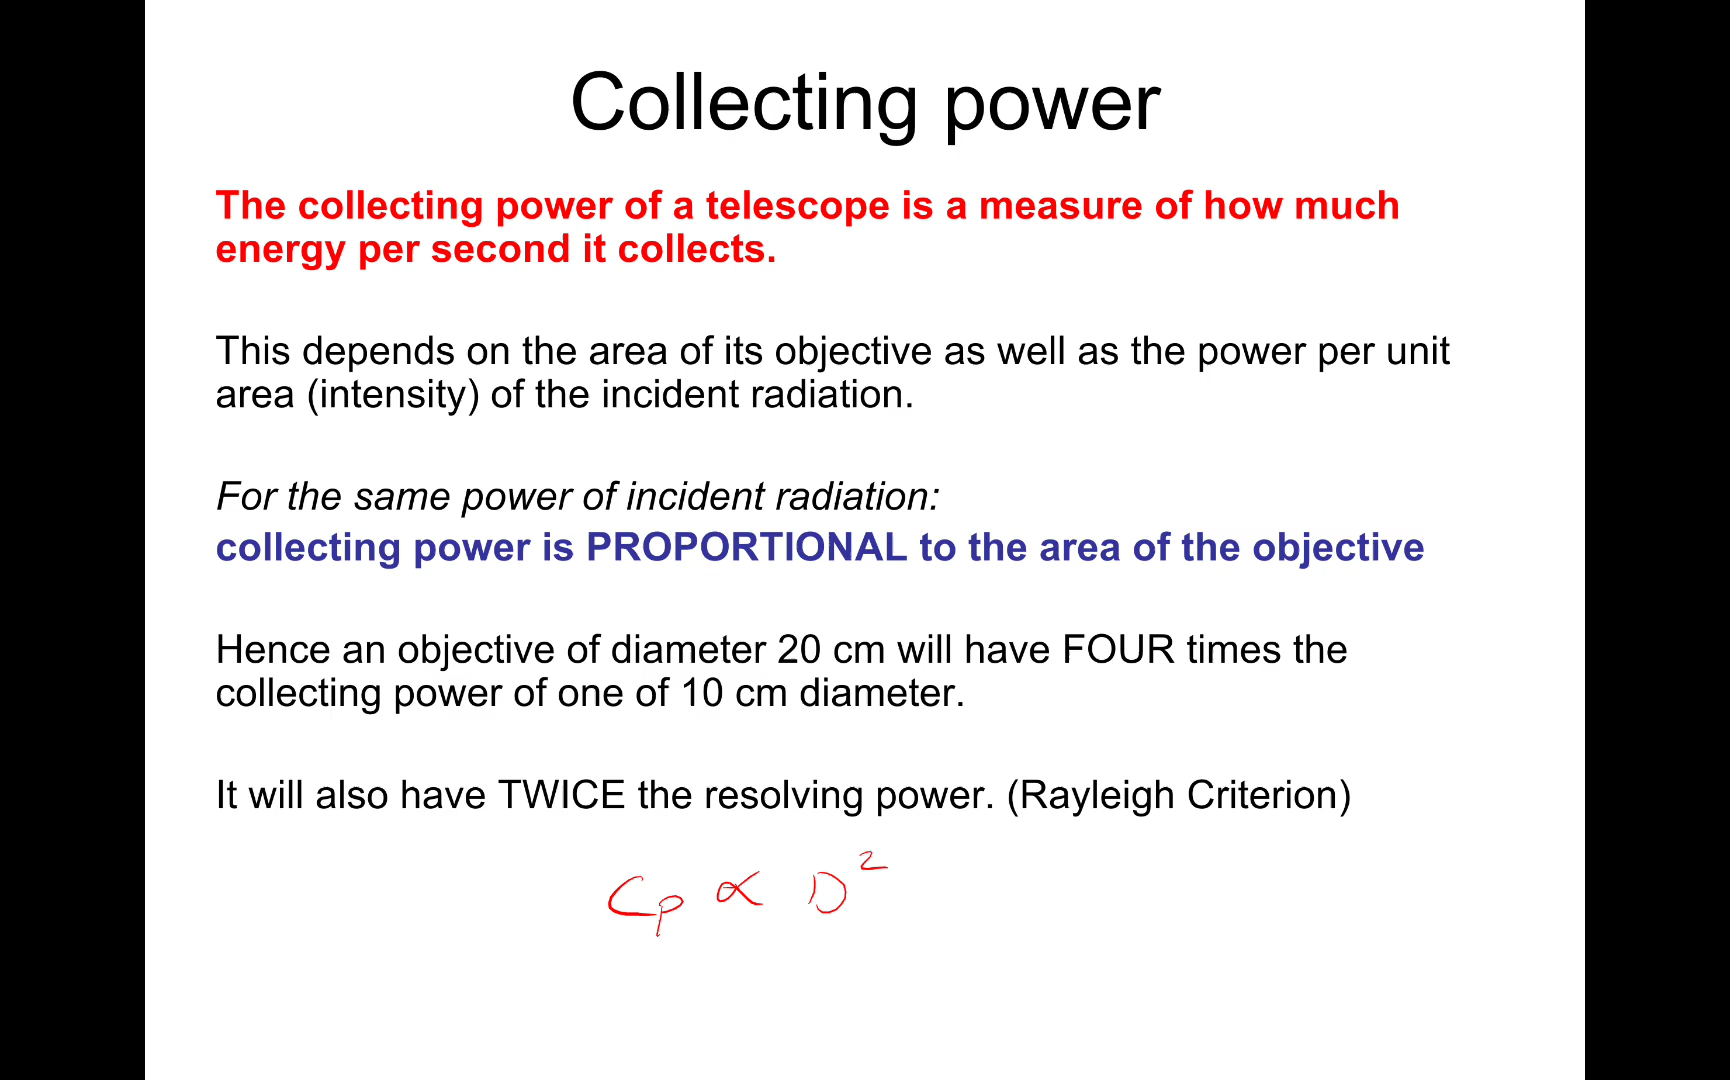 Collecting power
The collecting power of a telescope is a measure of how much
energy per second it collects.
This depends on the area of its objective as well as the power per unit
area (intensity) of the incident radiation.
For the same power of incident radiation:
collecting power is PROPORTIONAL to the area of the objective
Hence an objective of diameter 20 cm will have FOUR times the
collecting power of one of 10 cm diameter.
It will also have TWICE the resolving power. (Rayleigh Criterion)
Cp ∝ D²